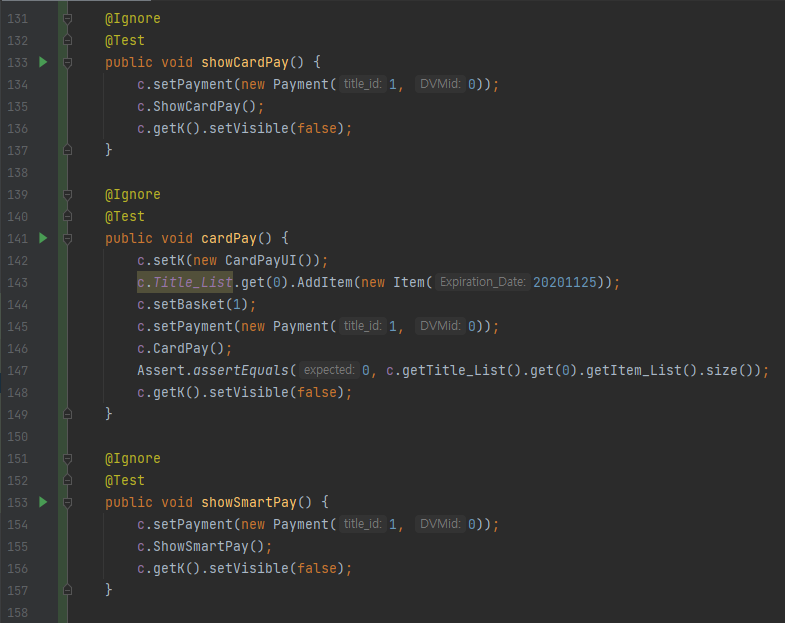 131 @Ignore
132 @Test
133 public void showCardPay() {
134 c.setPayment(new Payment( title_id: 1, DVMid: 0));
135 c.ShowCardPay();
136 c.getK().setVisible(false);
137 }
138
139 @Ignore
140 @Test
141 public void cardPay() {
142 c.setK(new CardPayUI());
143 c.Title_List.get(0).AddItem(new Item( Expiration_Date: 20201125));
144 c.setBasket(1);
145 c.setPayment(new Payment( title_id: 1, DVMid: 0));
146 c.CardPay();
147 Assert.assertEquals( expected: 0, c.getTitle_List().get(0).getItem_List().size());
148 c.getK().setVisible(false);
149 }
150
151 @Ignore
152 @Test
153 public void showSmartPay() {
154 c.setPayment(new Payment( title_id: 1, DVMid: 0));
155 c.ShowSmartPay();
156 c.getK().setVisible(false);
157 }
158